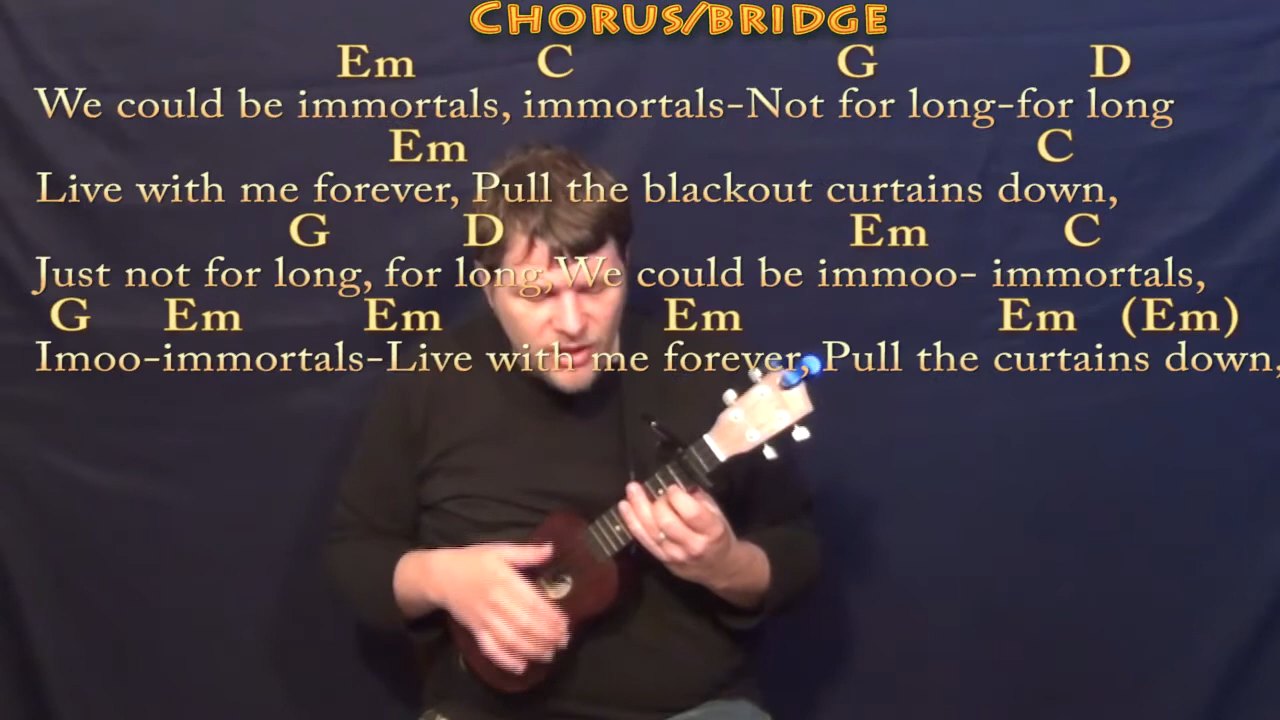 CHORUS/BRIDGE
Em C G D
We could be immortals, immortals-Not for long-for long
Em C
Live with me forever, Pull the blackout curtains down,
G D Em C
Just not for long, for long,We could be immoo- immortals,
G Em Em Em Em (Em)
Imoo-immortals-Live with me forever, Pull the curtains down,